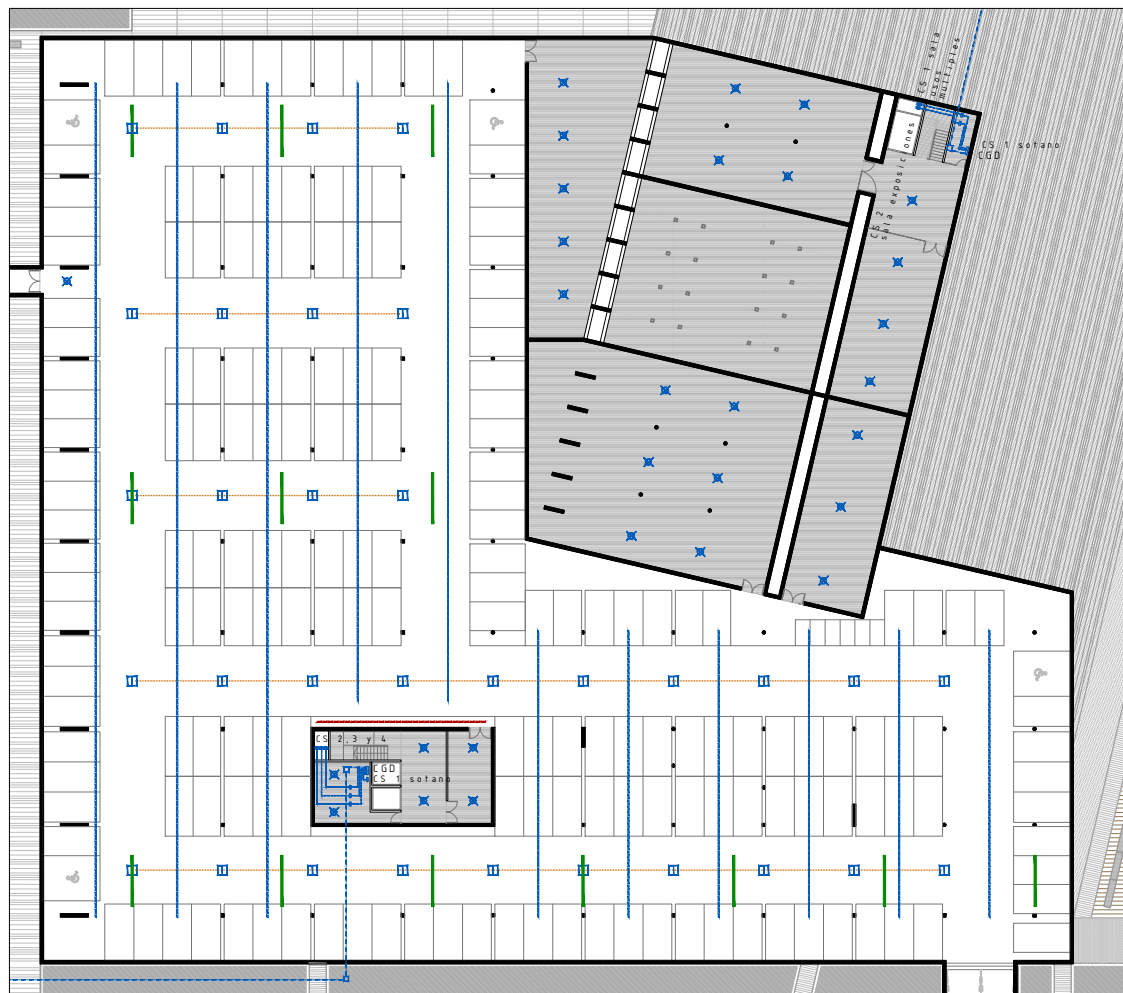 CS 1 sala
usos
multiples
CS 1 sotano
CGD
CS 2 exposiciones
sala
CS 2,3 y 4
CGD
CS 1 sotano